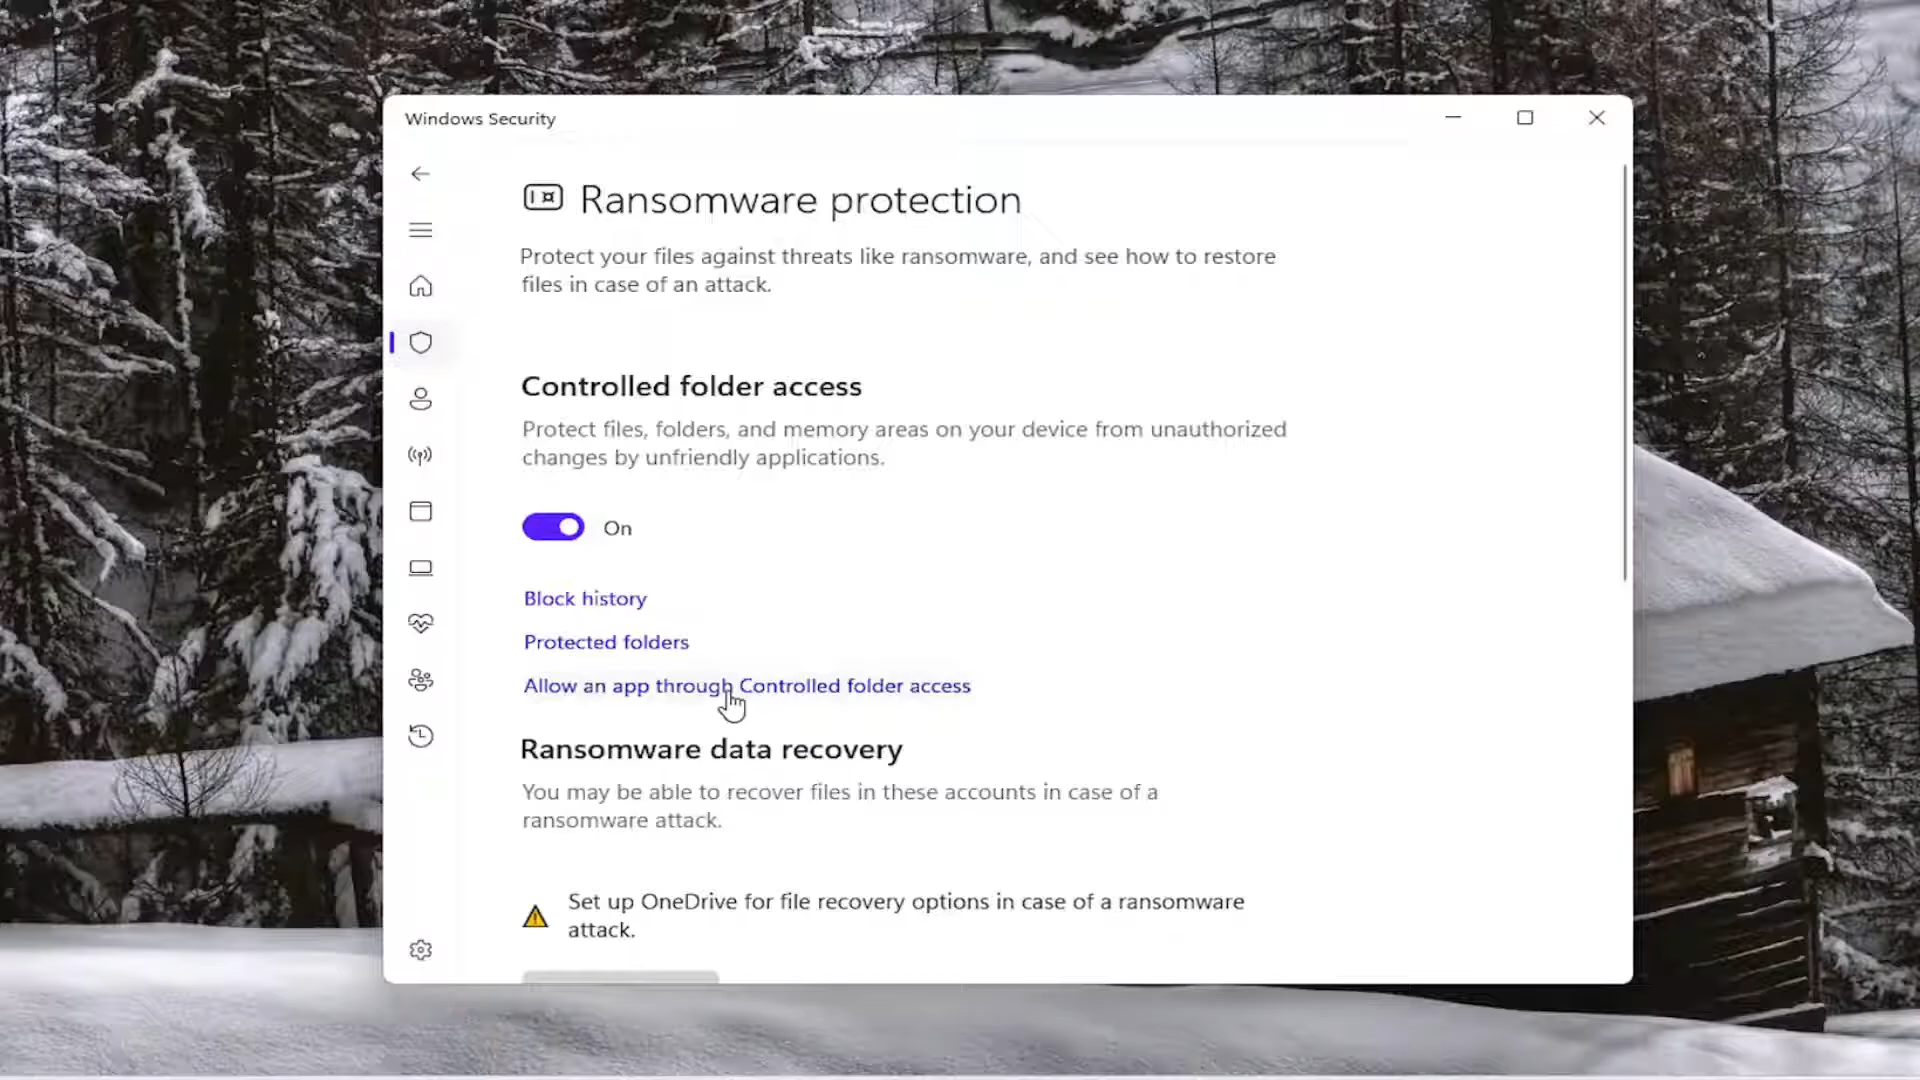 Windows Security
Ransomware protection
Protect your files against threats like ransomware, and see how to restore
files in case of an attack.
Controlled folder access
Protect files, folders, and memory areas on your device from unauthorized
changes by unfriendly applications.
On
Block history
Protected folders
Allow an app through Controlled folder access
Ransomware data recovery
You may be able to recover files in these accounts in case of a
ransomware attack.
Set up OneDrive for file recovery options in case of a ransomware
attack.